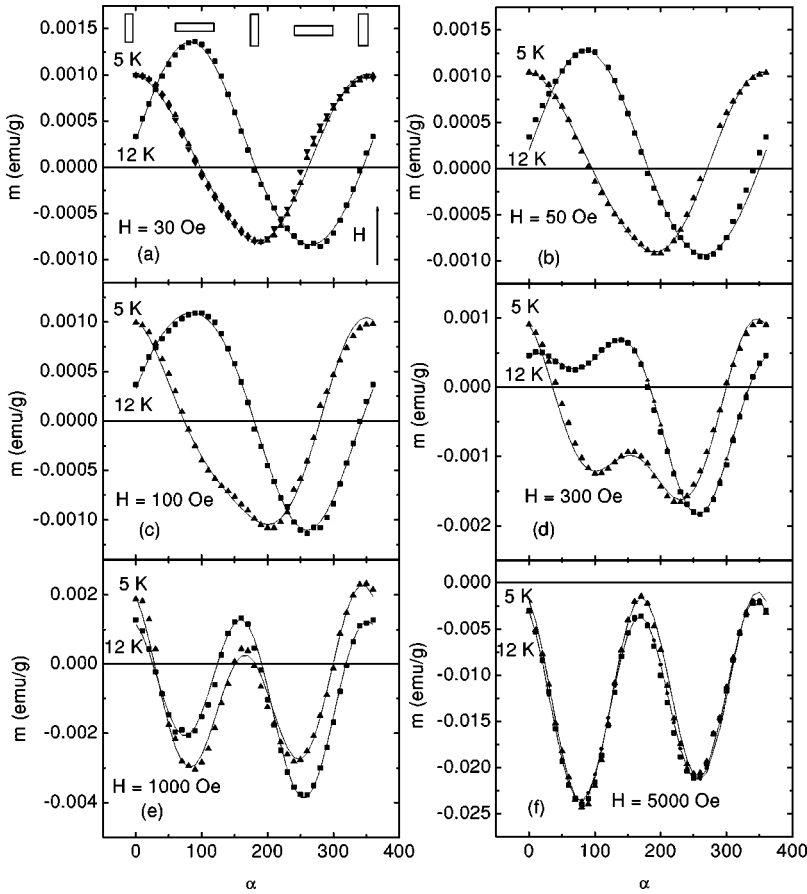 0.0015
0.0010
0.0005
0.0000
-0.0005
-0.0010
m (emu/g)
5 K
12 K
H = 30 Oe
(a)
H
0.0015
0.0010
0.0005
0.0000
-0.0005
-0.0010
m (emu/g)
5 K
12 K
H = 50 Oe
(b)
0.0010
0.0005
0.0000
-0.0005
-0.0010
m (emu/g)
5 K
12 K
H = 100 Oe
(c)
0.001
0.000
-0.001
-0.002
m (emu/g)
5 K
12 K
H = 300 Oe
(d)
0.002
0.000
-0.002
-0.004
m (emu/g)
5 K
12 K
H = 1000 Oe
(e)
0 100 200 300 400
α
0.000
-0.005
-0.010
-0.015
-0.020
-0.025
m (emu/g)
5 K
12 K
H = 5000 Oe
(f)
0 100 200 300 400
α